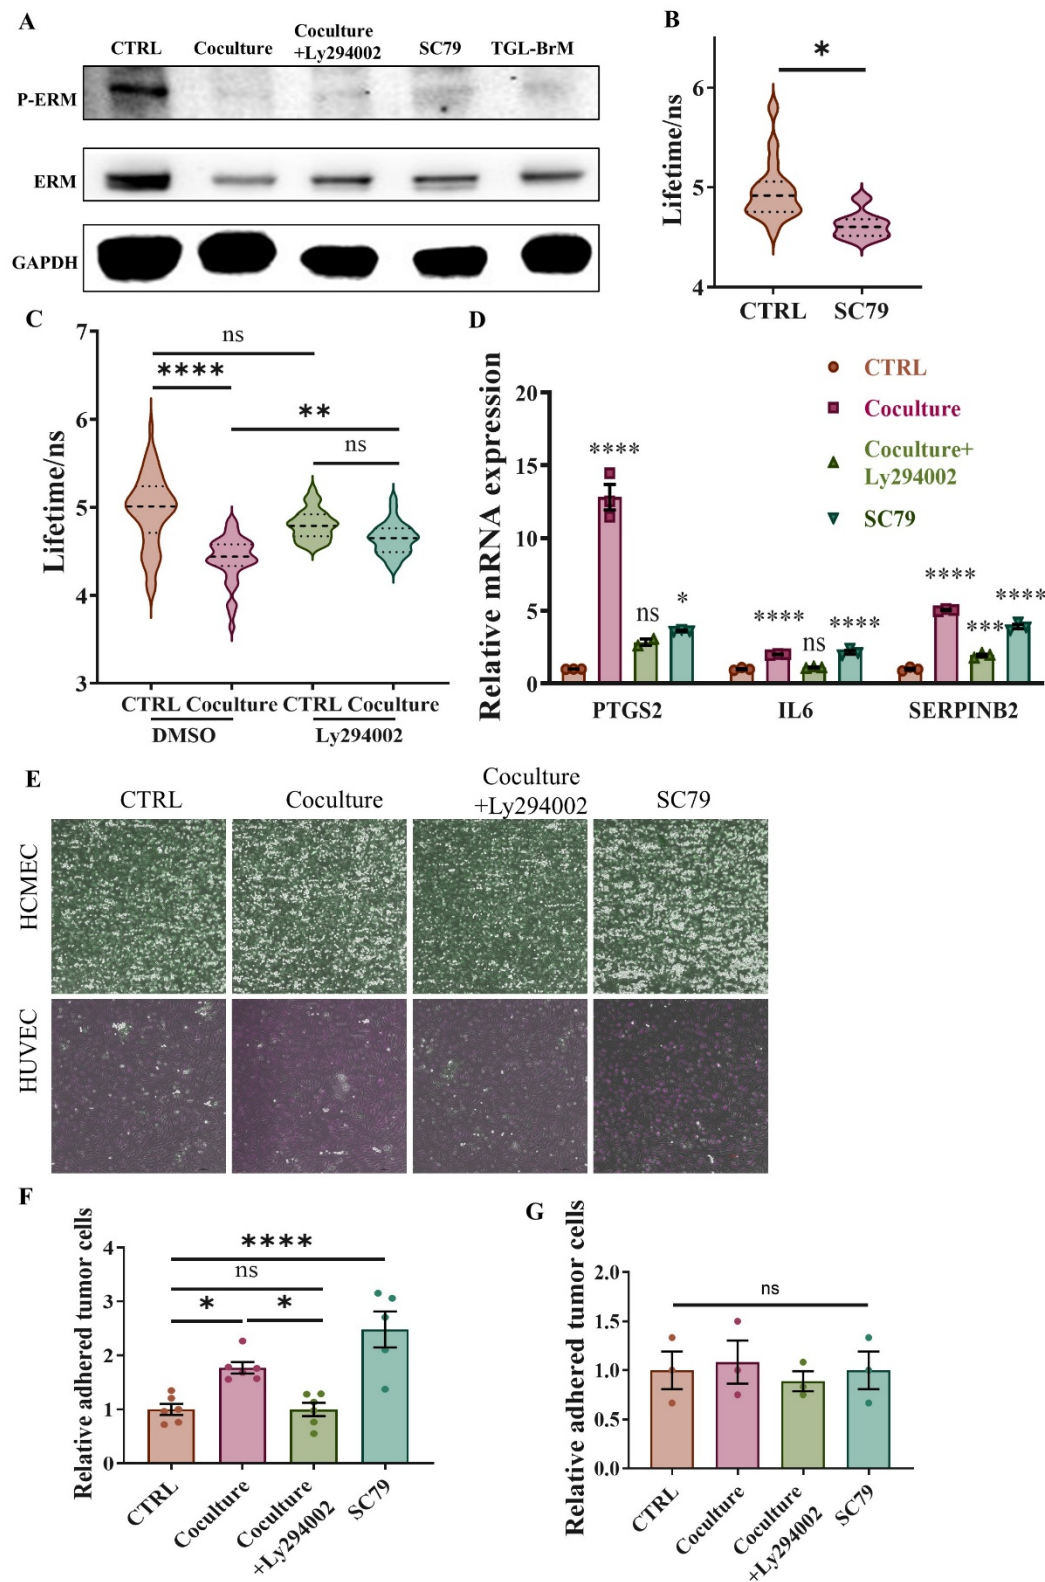 A
CTRL
Coculture
Coculture
+Ly294002
SC79
TGL-BrM
P-ERM
ERM
GAPDH
B
*
Lifetime/ns
6
5
4
CTRL
SC79
C
ns
****
**
ns
Lifetime/ns
7
6
5
4
3
CTRL Coculture CTRL Coculture
DMSO
Ly294002
D
Relative mRNA expression
20
15
10
5
0
CTRL
Coculture
Coculture+
Ly294002
SC79
****
ns
*
****
ns
****
****
***
****
PTGS2
IL6
SERPINB2
E
CTRL
Coculture
Coculture
+Ly294002
SC79
HCMEC
HUVEC
F
Relative adhered tumor cells
4
3
2
1
0
****
ns
*
*
CTRL
Coculture
Coculture
+Ly294002
SC79
G
Relative adhered tumor cells
2.0
1.5
1.0
0.5
0.0
ns
CTRL
Coculture
Coculture
+Ly294002
SC79